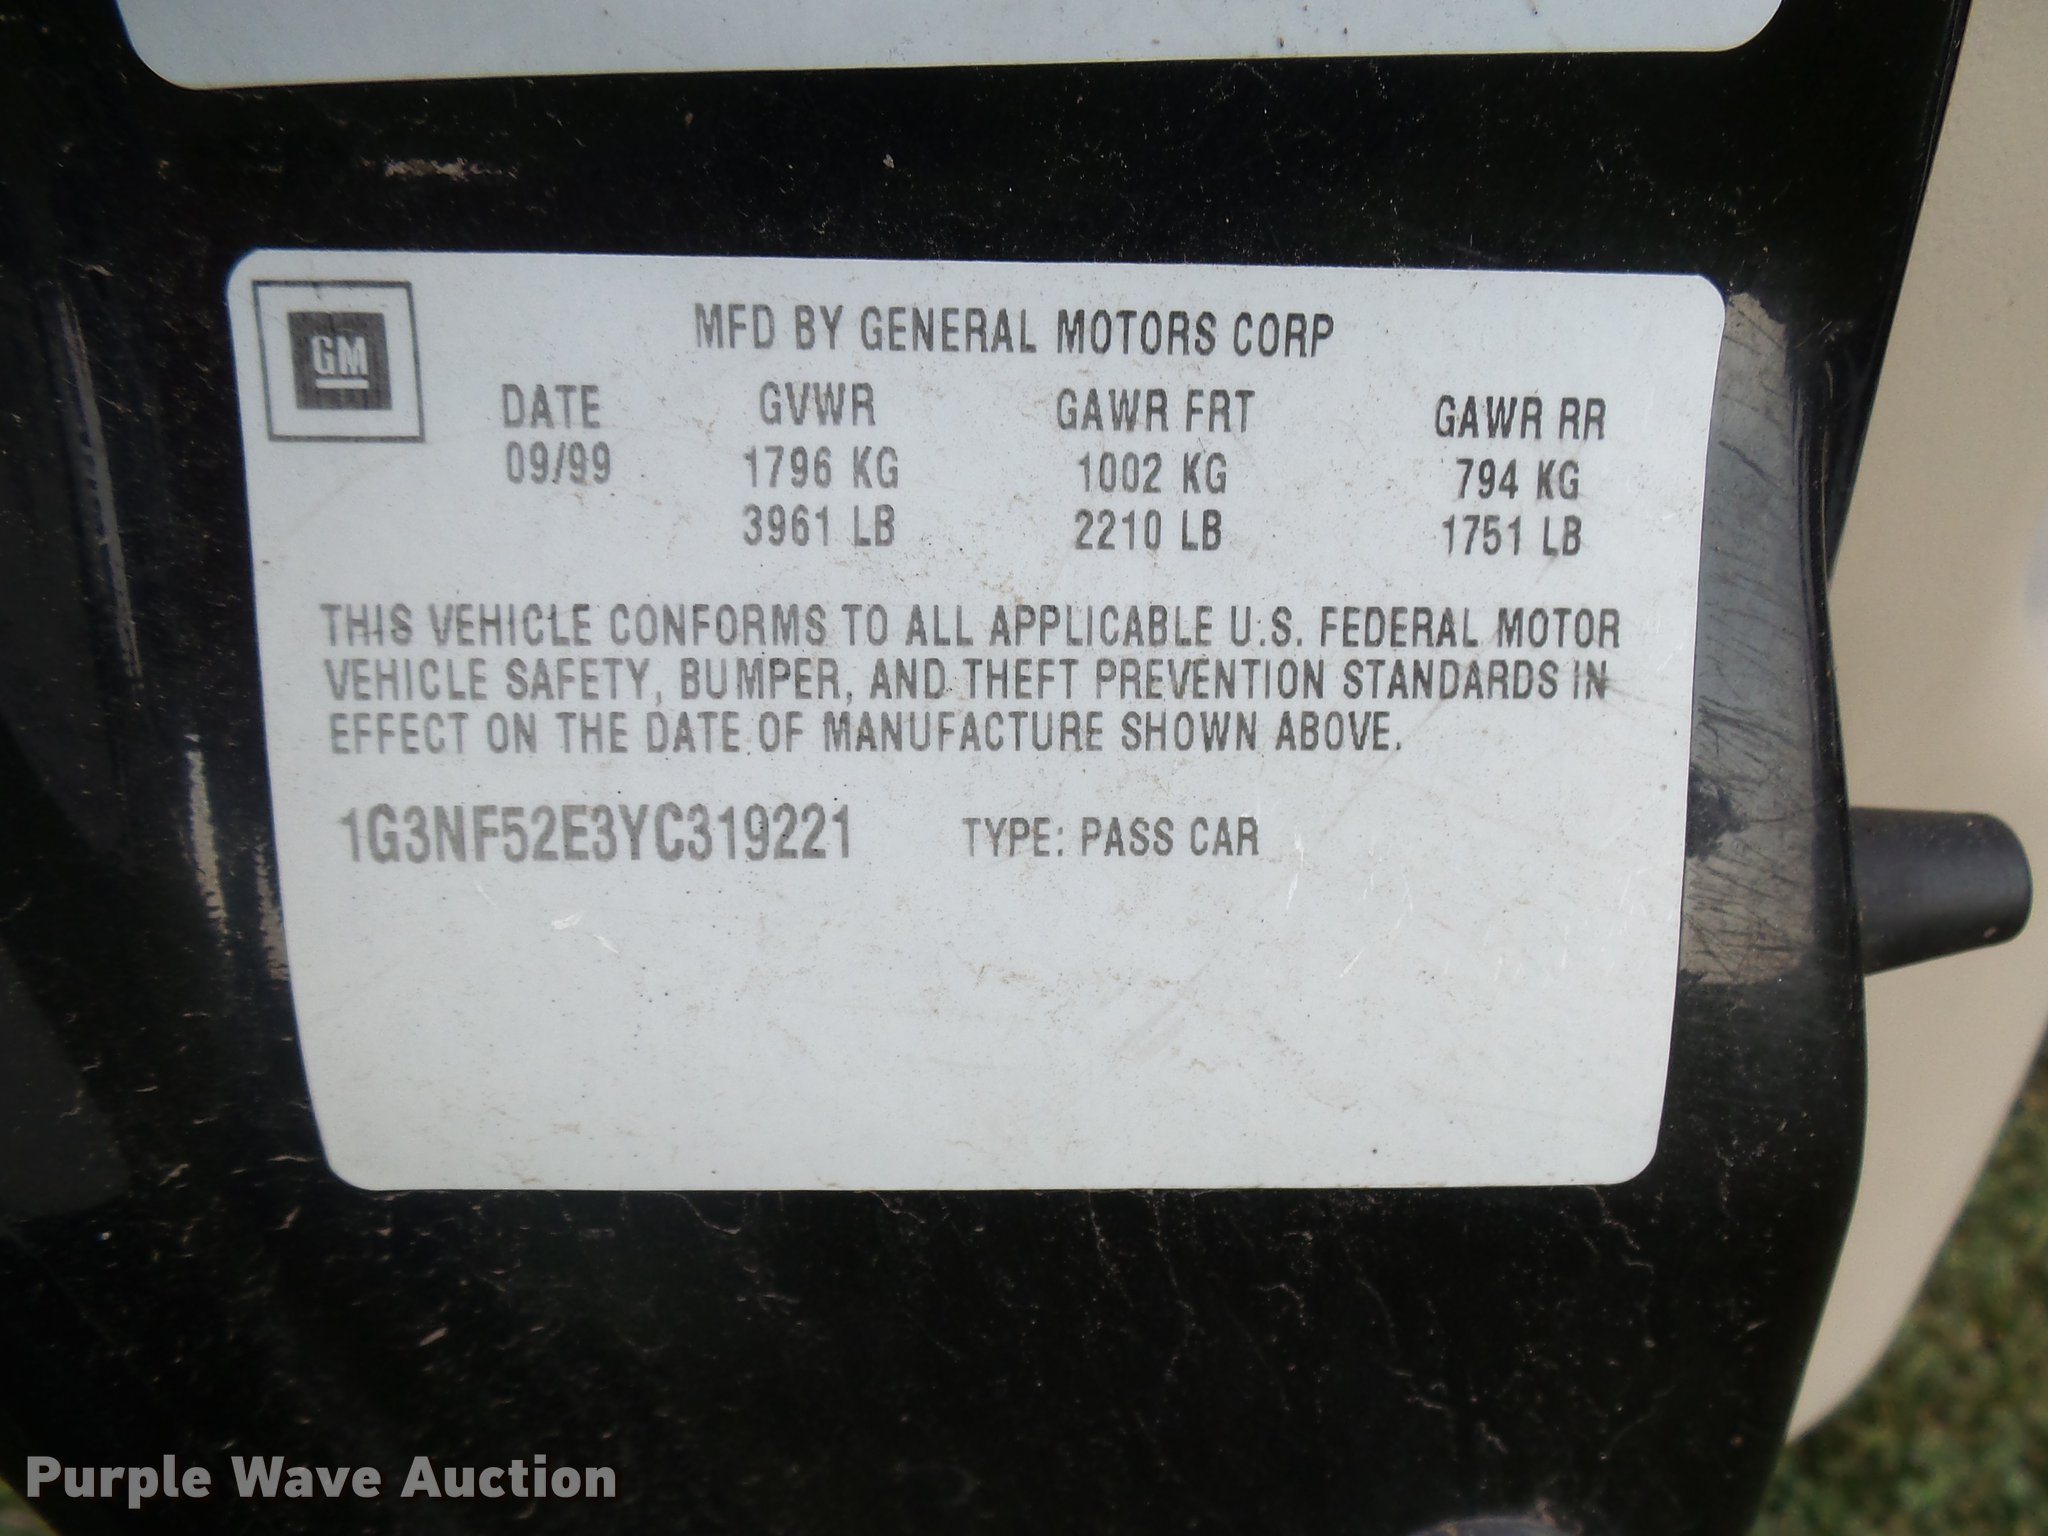 GM
MFD BY GENERAL MOTORS CORP
DATE GVWR GAWR FRT GAWR RR
09/99 1796 KG 1002 KG 794 KG
3961 LB 2210 LB 1751 LB
THIS VEHICLE CONFORMS TO ALL APPLICABLE U.S. FEDERAL MOTOR
VEHICLE SAFETY, BUMPER, AND THEFT PREVENTION STANDARDS IN
EFFECT ON THE DATE OF MANUFACTURE SHOWN ABOVE.
1G3NF52E3YC319221 TYPE: PASS CAR
Purple Wave Auction